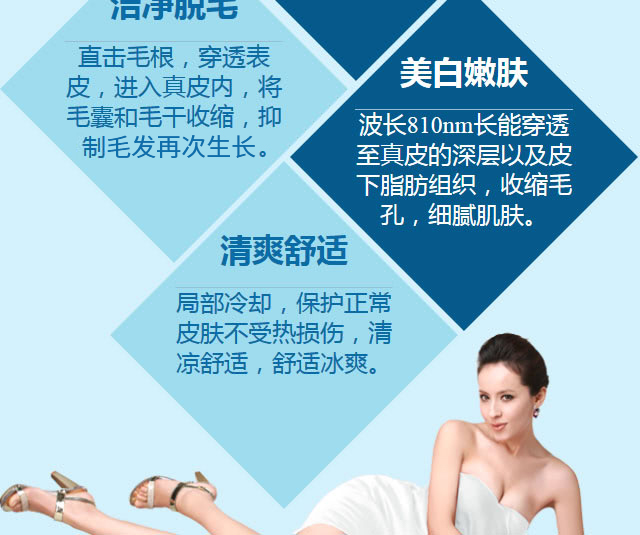 洁净脱毛
直击毛根，穿透表
皮，进入真皮内，将
毛囊和毛干收缩，抑
制毛发再次生长。
美白嫩肤
波长810nm长能穿透
至真皮的深层以及皮
下脂肪组织，收缩毛
孔，细腻肌肤。
清爽舒适
局部冷却，保护正常
皮肤不受热损伤，清
凉舒适，舒适冰爽。